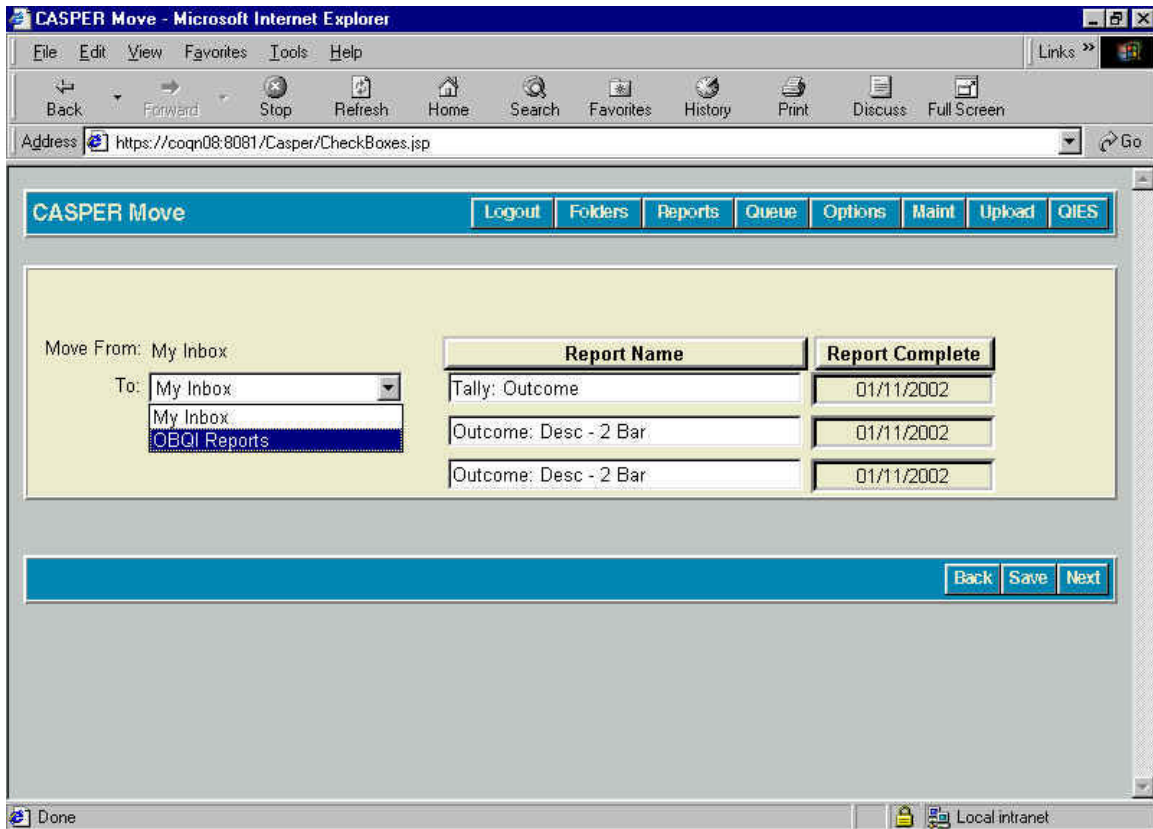 CASPER Move - Microsoft Internet Explorer
File Edit View Favorites Tools Help Links »
Back Forward Stop Refresh Home Search Favorites History Print Discuss Full Screen
Address https://coqn08:8081/Casper/CheckBoxes.jsp Go
CASPER Move Logout Folders Reports Queue Options Maint Upload QIES
Move From: My Inbox Report Name Report Complete
To: My Inbox Tally: Outcome 01/11/2002
My Inbox
OBQI Reports Outcome: Desc - 2 Bar 01/11/2002
Outcome: Desc - 2 Bar 01/11/2002
Back Save Next
Done Local intranet